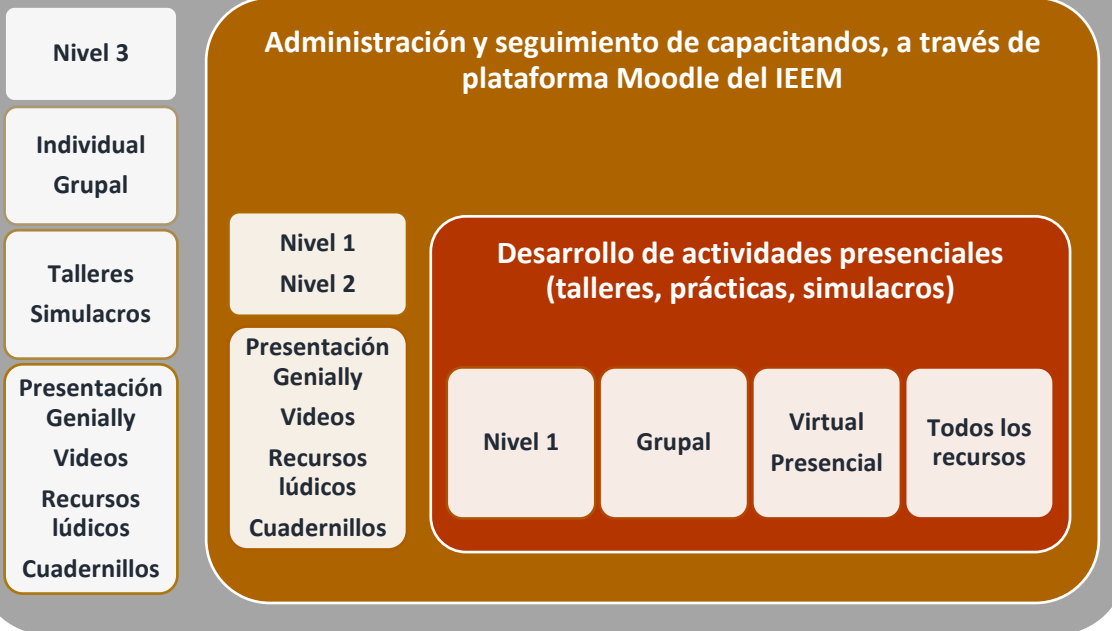 Nivel 3
Individual
Grupal
Talleres
Simulacros
Presentación
Genially
Videos
Recursos
lúdicos
Cuadernillos
Administración y seguimiento de capacitandos, a través de
plataforma Moodle del IEEM
Nivel 1
Nivel 2
Presentación
Genially
Videos
Recursos
lúdicos
Cuadernillos
Desarrollo de actividades presenciales
(talleres, prácticas, simulacros)
Nivel 1
Grupal
Virtual
Presencial
Todos los
recursos